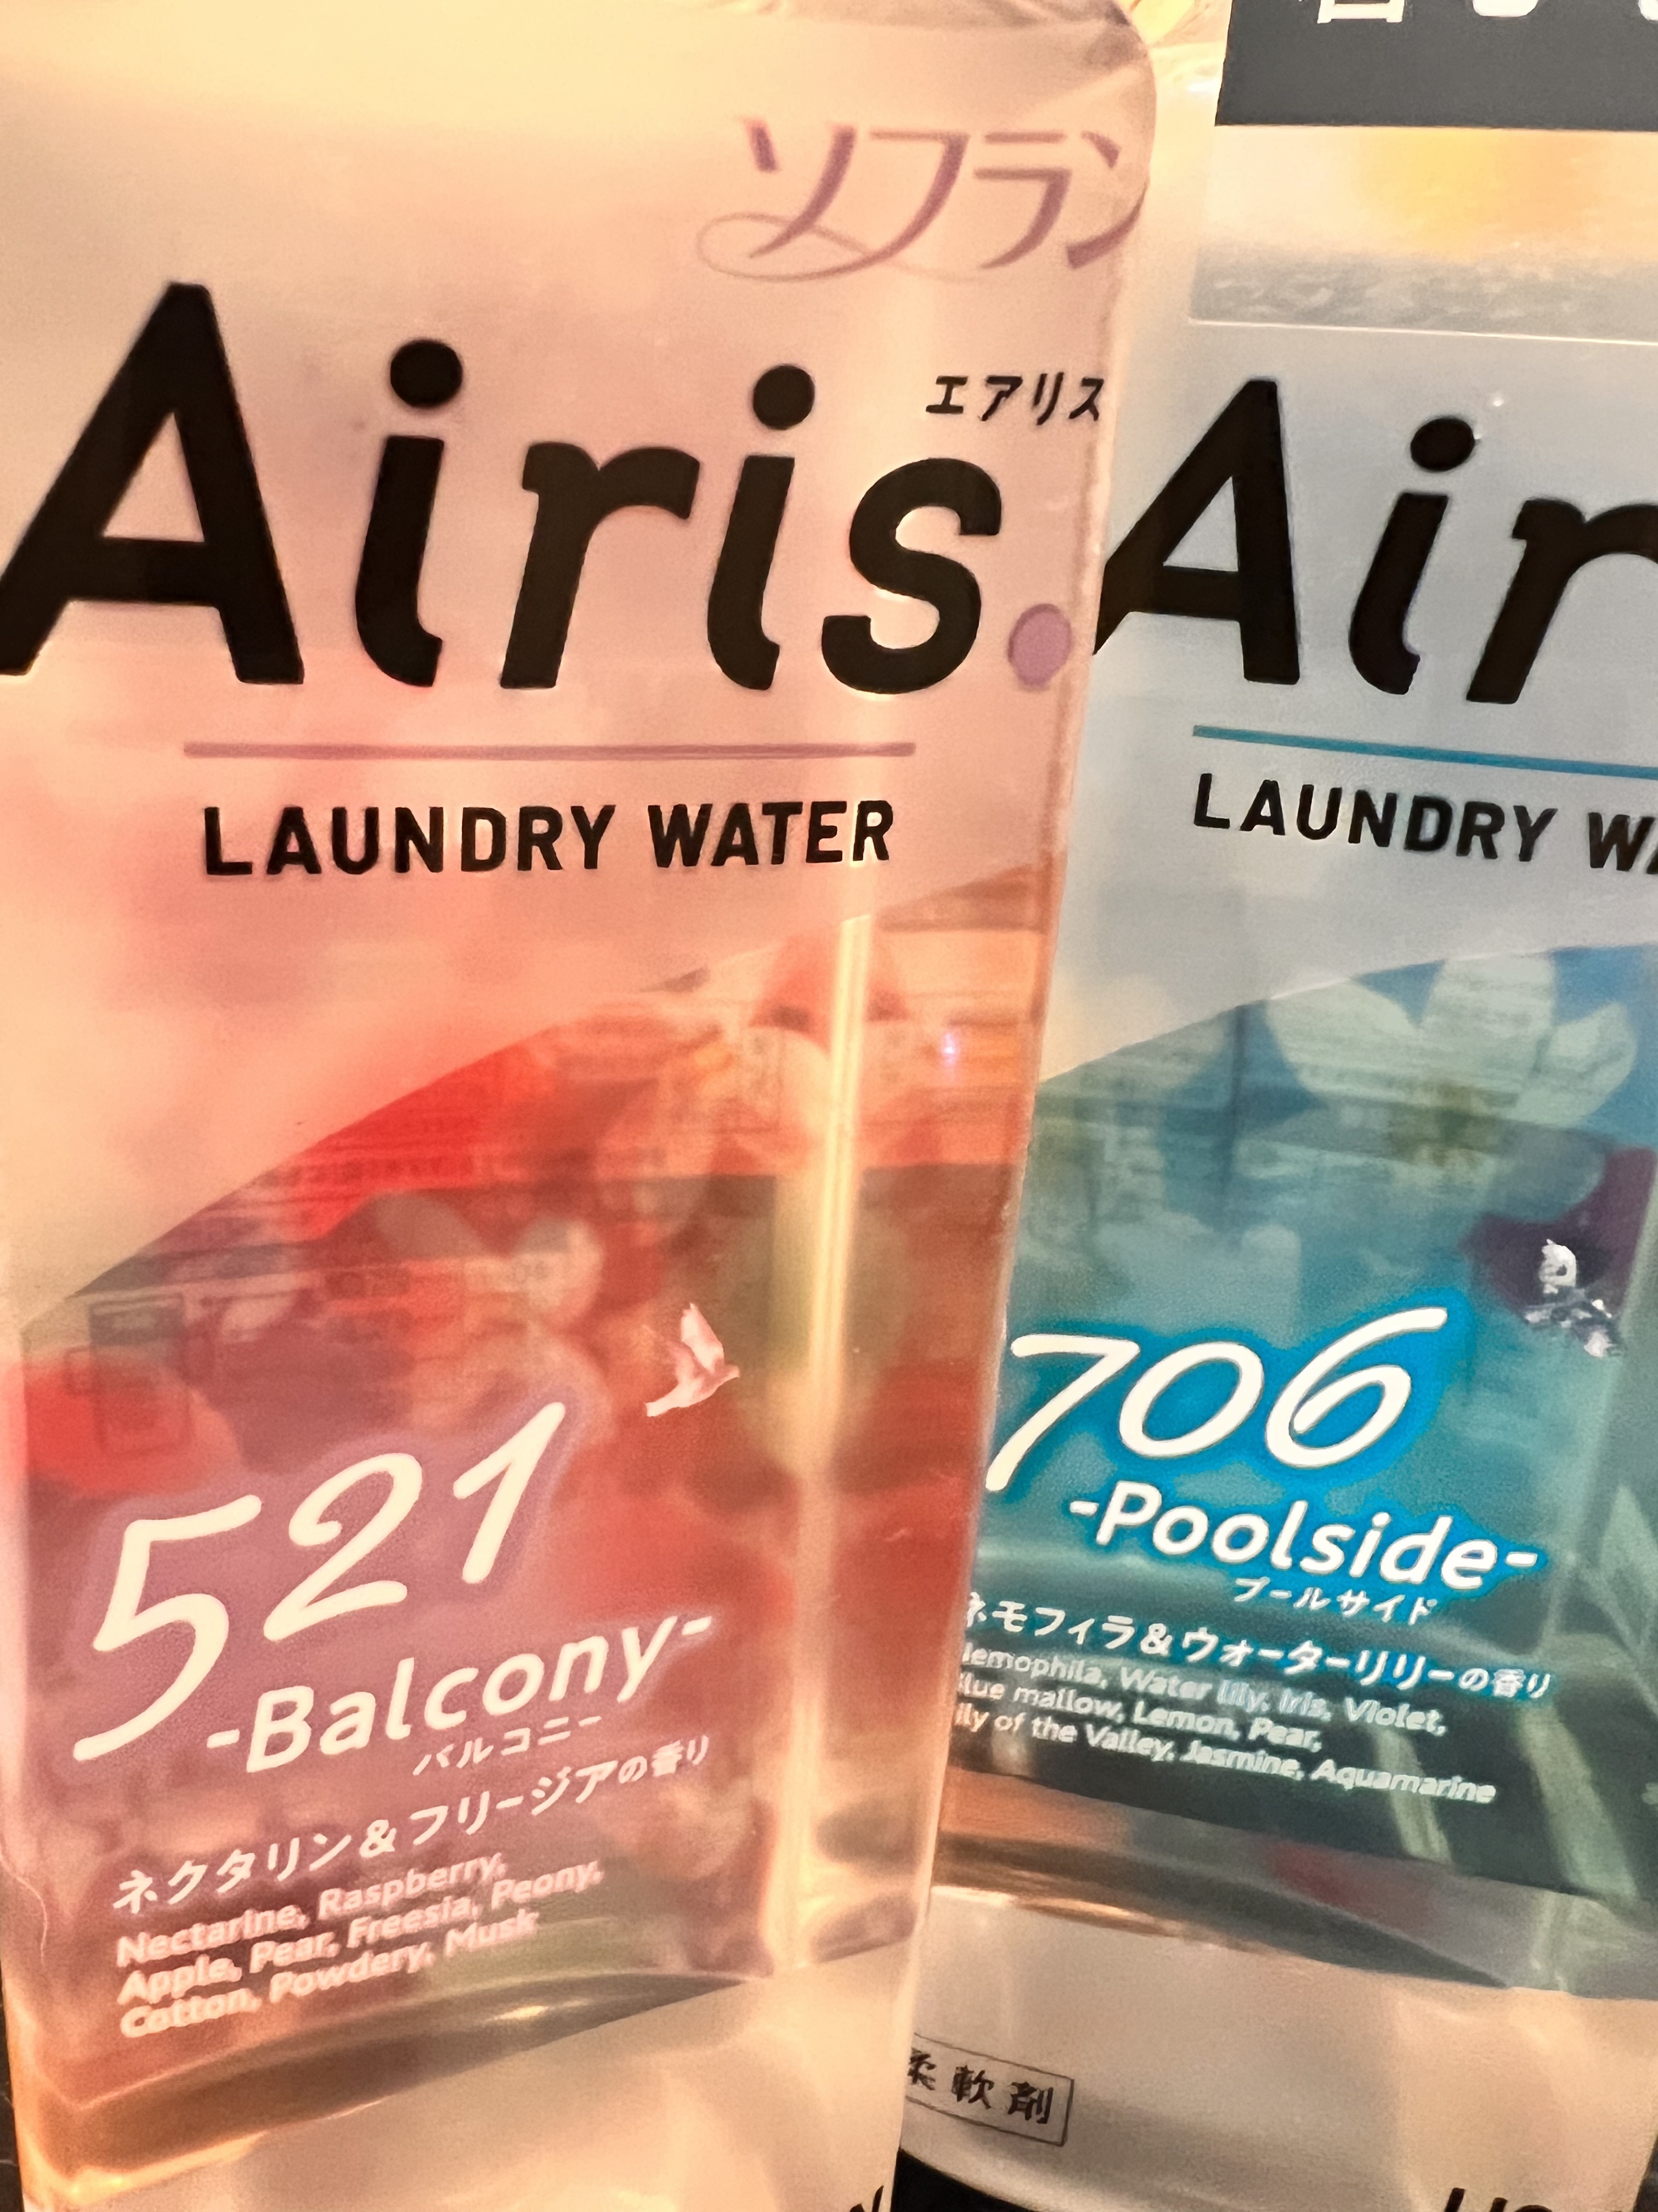 ソフラン
Airis.
エアリス
LAUNDRY WATER
521
-Balcony-
バルコニー
ネクタリン&フリージアの香り
Nectarine, Raspberry,
Apple, Pear, Freesia, Peony,
Cotton, Powdery, Musk
Air
LAUNDRY
706
-Poolside-
プールサイド
ネモフィラ&ウォーターリリーの香り
Nemophila, Water lily, Iris, Violet,
Blue mallow, Lemon, Pear,
Lily of the Valley, Jasmine, Aquamarine
柔軟剤